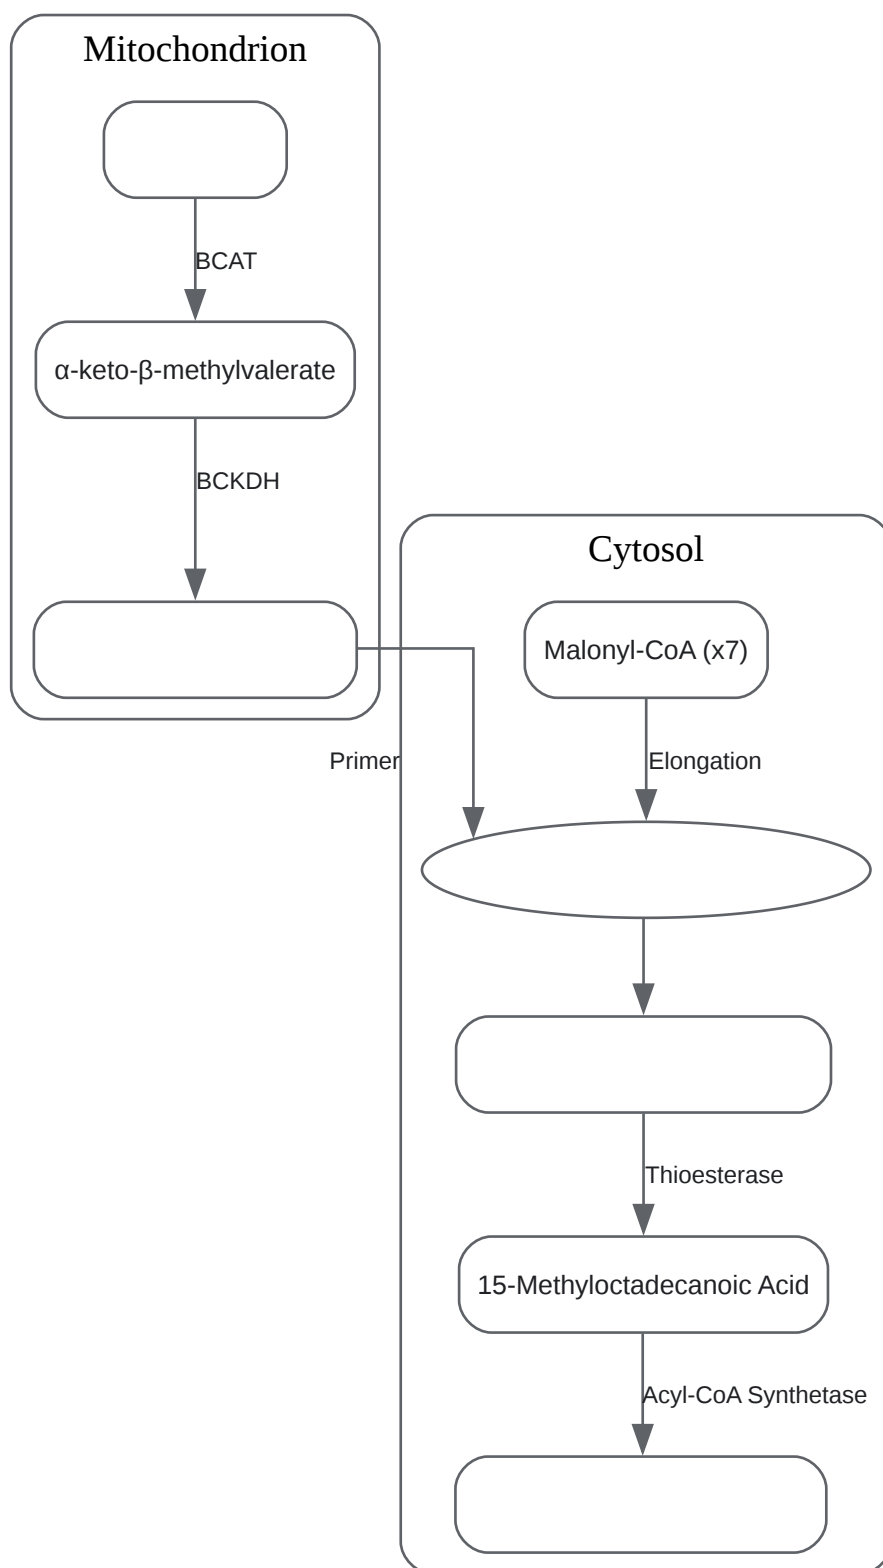 Mitochondrion
BCAT
α-keto-β-methylvalerate
BCKDH
Cytosol
Malonyl-CoA (x7)
Primer
Elongation
Thioesterase
15-Methyloctadecanoic Acid
Acyl-CoA Synthetase